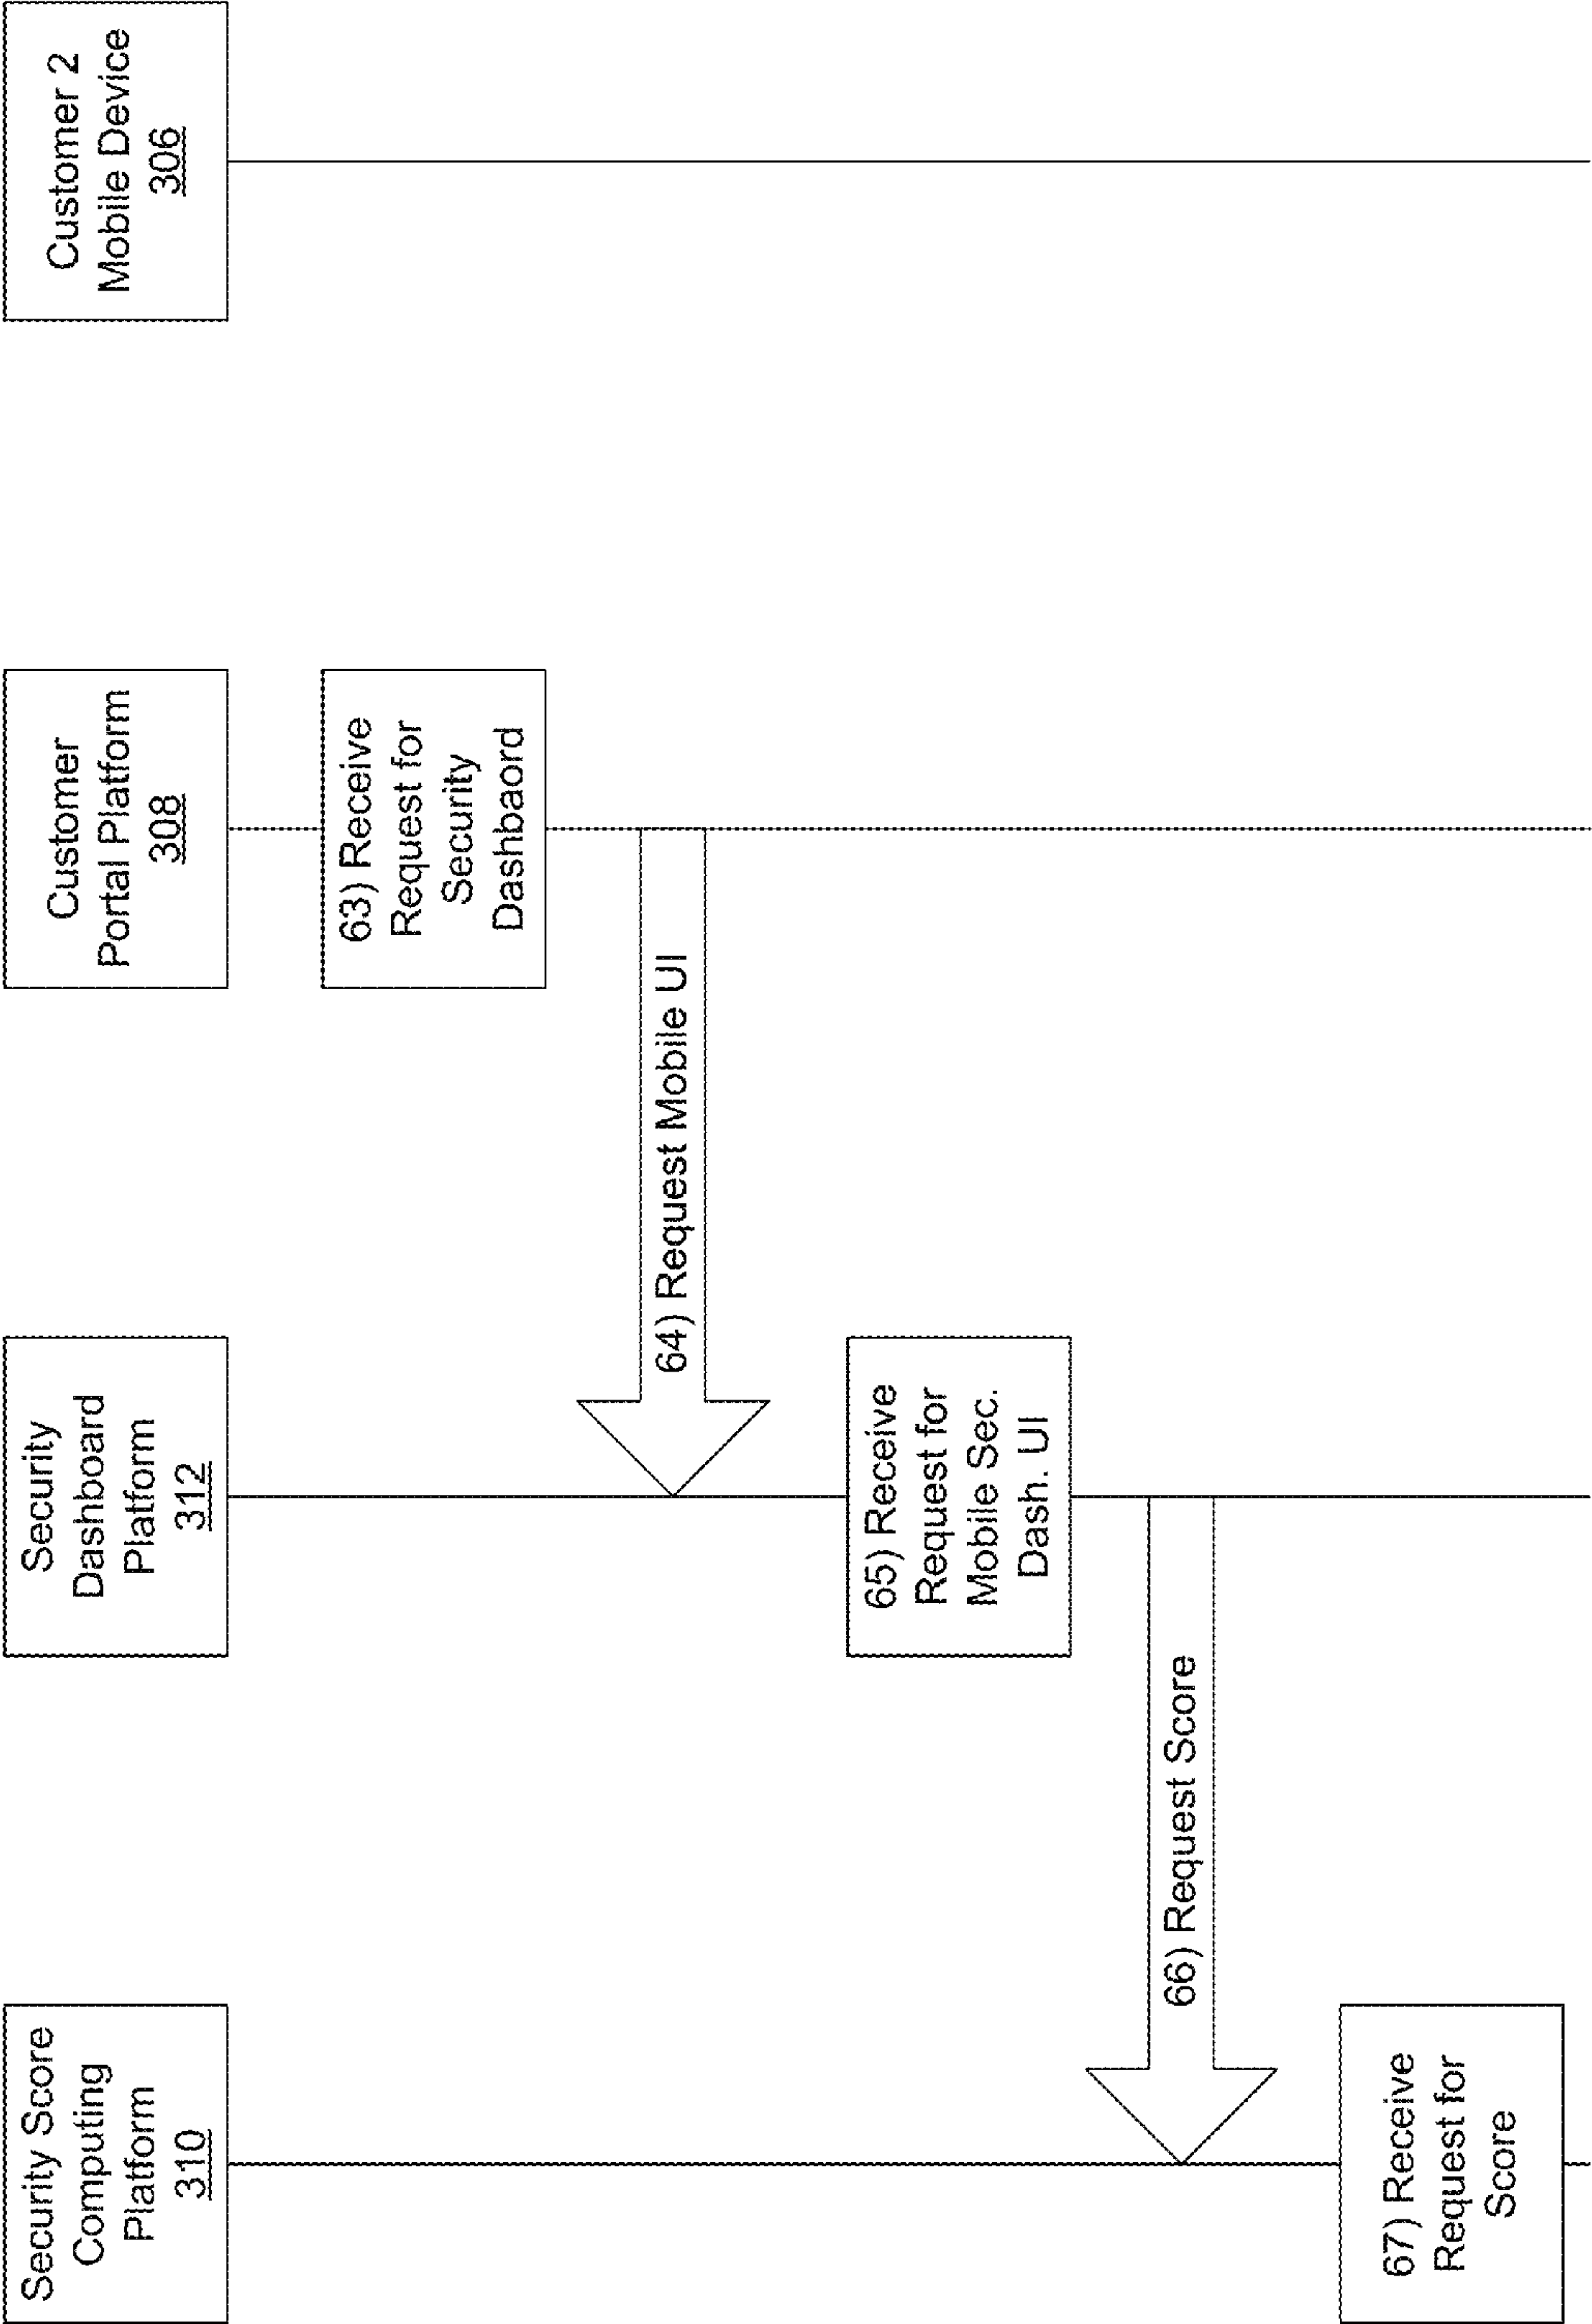 Security Score
Computing
Platform
310
Security
Dashboard
Platform
312
Customer
Portal Platform
308
Customer 2
Mobile Device
306
63) Receive
Request for
Security
Dashbaord
64) Request Mobile UI
65) Receive
Request for
Mobile Sec.
Dash. UI
66) Request Score
67) Receive
Request for
Score